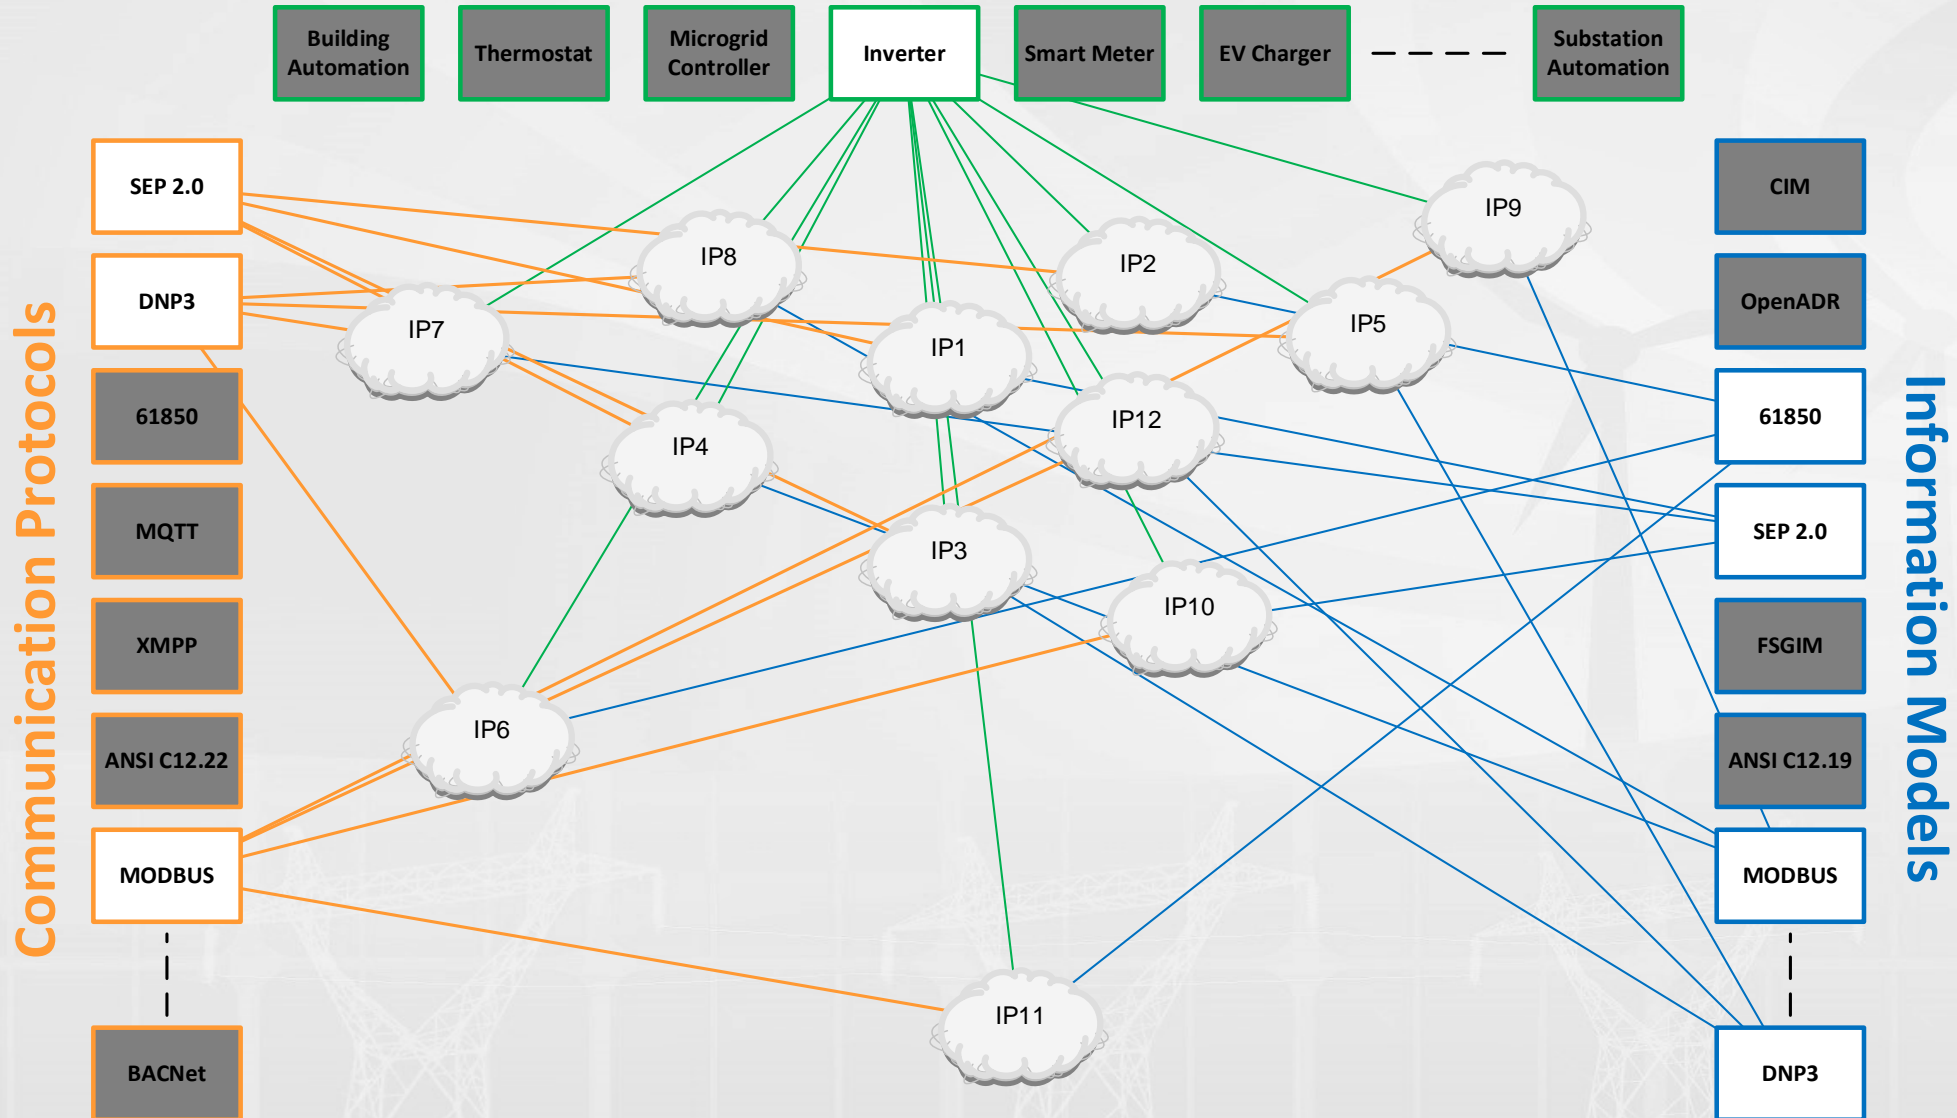 Building
Automation
Thermostat
Microgrid
Controller
Inverter
Smart Meter
EV Charger
Substation
Automation
Communication Protocols
SEP 2.0
DNP3
61850
MQTT
XMPP
ANSI C12.22
MODBUS
BACNet
IP8
IP2
IP9
IP7
IP1
IP5
IP4
IP12
IP3
IP10
IP6
IP11
CIM
OpenADR
61850
SEP 2.0
FSGIM
ANSI C12.19
MODBUS
DNP3
Information Models